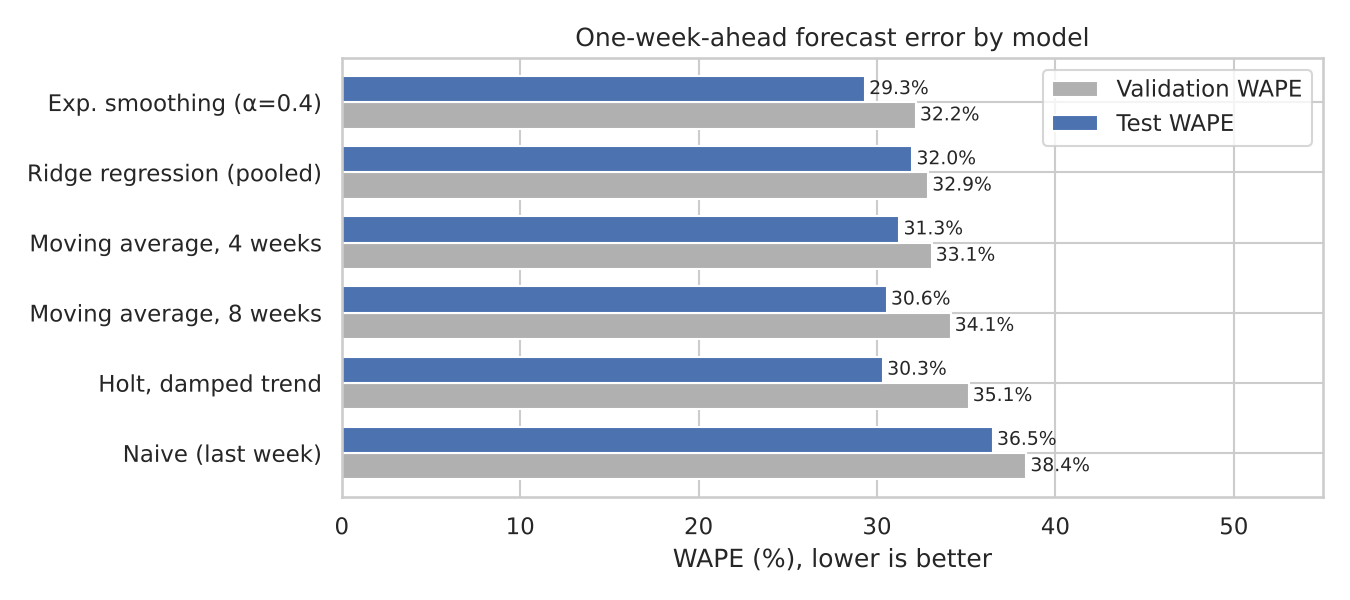 One-week-ahead forecast error by model
Validation WAPE
Test WAPE
Exp. smoothing (α=0.4)
29.3%
32.2%
Ridge regression (pooled)
32.0%
32.9%
Moving average, 4 weeks
31.3%
33.1%
Moving average, 8 weeks
30.6%
34.1%
Holt, damped trend
30.3%
35.1%
Naive (last week)
36.5%
38.4%
0 10 20 30 40 50
WAPE (%), lower is better